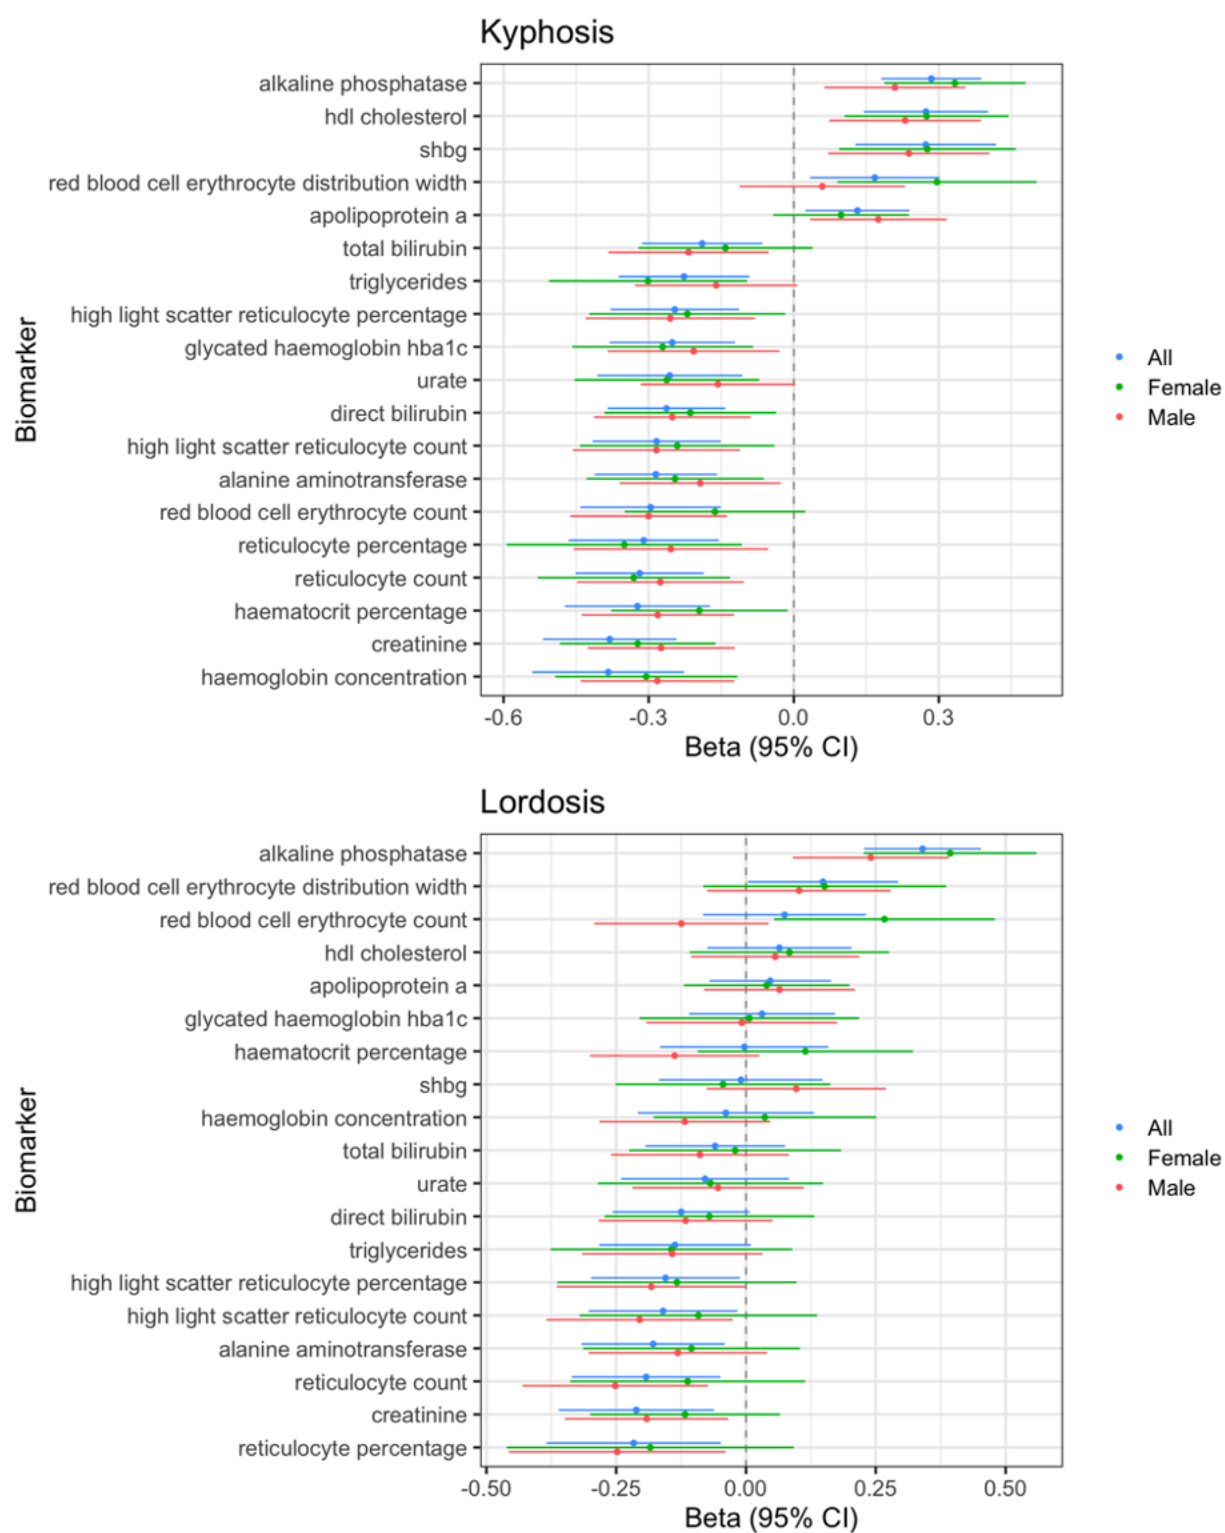 Kyphosis
Biomarker
alkaline phosphatase
hdl cholesterol
shbg
red blood cell erythrocyte distribution width
apolipoprotein a
total bilirubin
triglycerides
high light scatter reticulocyte percentage
glycated haemoglobin hba1c
urate
direct bilirubin
high light scatter reticulocyte count
alanine aminotransferase
red blood cell erythrocyte count
reticulocyte percentage
reticulocyte count
haematocrit percentage
creatinine
haemoglobin concentration
-0.6 -0.3 0.0 0.3
Beta (95% CI)
All
Female
Male
Lordosis
Biomarker
alkaline phosphatase
red blood cell erythrocyte distribution width
red blood cell erythrocyte count
hdl cholesterol
apolipoprotein a
glycated haemoglobin hba1c
haematocrit percentage
shbg
haemoglobin concentration
total bilirubin
urate
direct bilirubin
triglycerides
high light scatter reticulocyte percentage
high light scatter reticulocyte count
alanine aminotransferase
reticulocyte count
creatinine
reticulocyte percentage
-0.50 -0.25 0.00 0.25 0.50
Beta (95% CI)
All
Female
Male